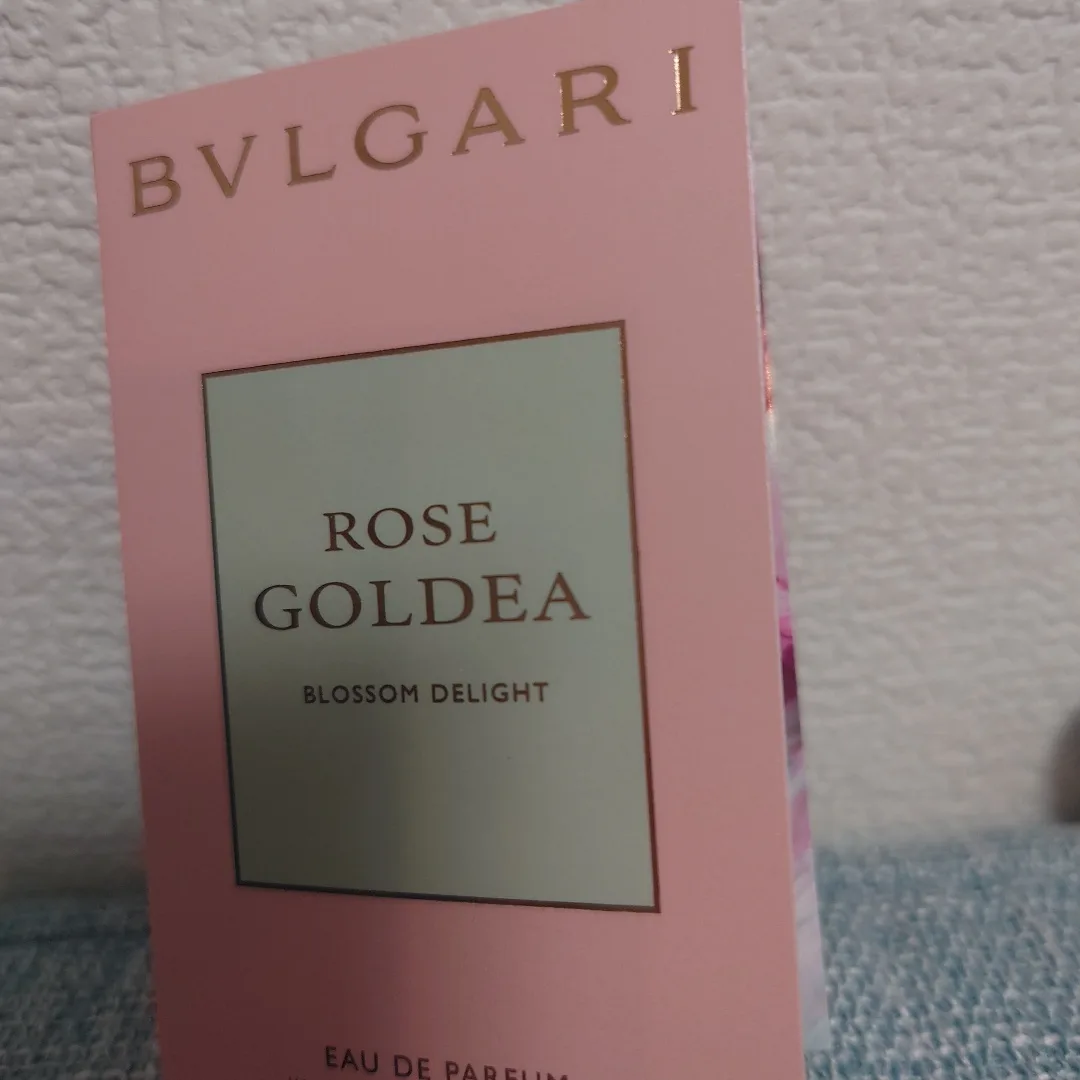 BVLGARI
ROSE
GOLDEA
BLOSSOM DELIGHT
EAU DE PARFUM